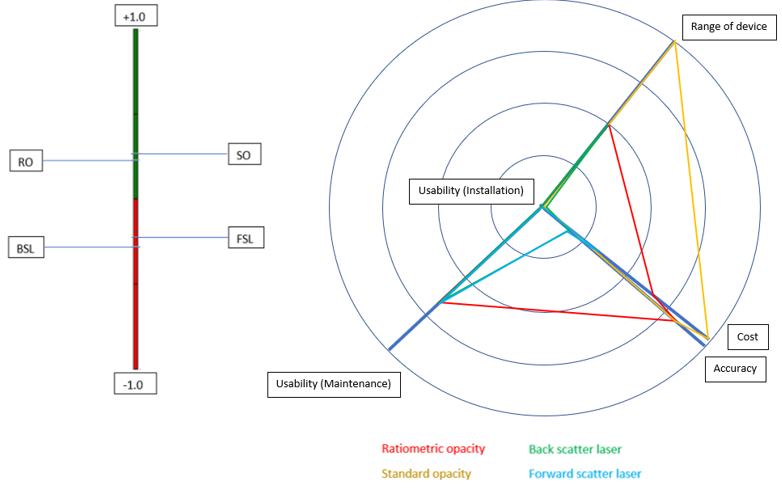 +1.0
RO
SO
BSL
FSL
-1.0
Range of device
Usability (Installation)
Cost
Accuracy
Usability (Maintenance)
Ratiometric opacity
Back scatter laser
Standard opacity
Forward scatter laser